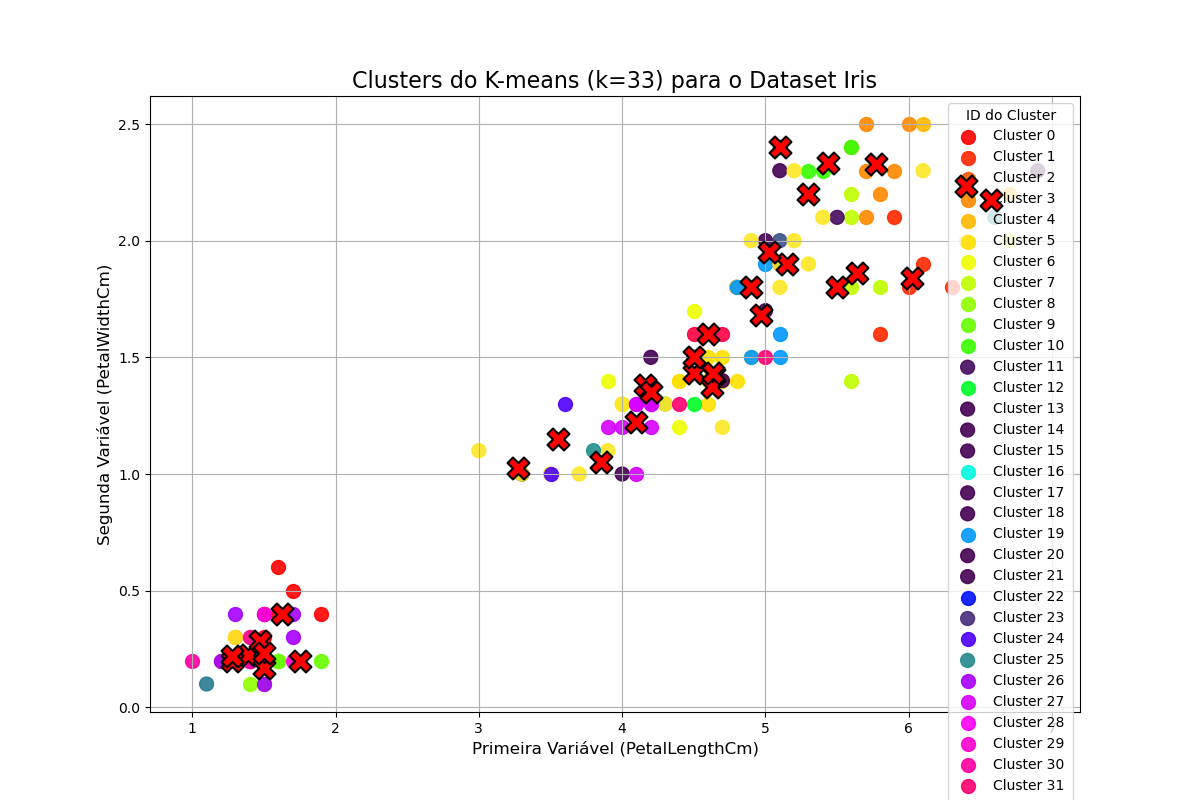 Clusters do K-means (k=33) para o Dataset Iris
Segunda Variável (PetalWidthCm)
2.5
2.0
1.5
1.0
0.5
0.0
1
2
3
4
5
6
7
Primeira Variável (PetalLengthCm)
ID do Cluster
Cluster 0
Cluster 1
Cluster 2
Cluster 3
Cluster 4
Cluster 5
Cluster 6
Cluster 7
Cluster 8
Cluster 9
Cluster 10
Cluster 11
Cluster 12
Cluster 13
Cluster 14
Cluster 15
Cluster 16
Cluster 17
Cluster 18
Cluster 19
Cluster 20
Cluster 21
Cluster 22
Cluster 23
Cluster 24
Cluster 25
Cluster 26
Cluster 27
Cluster 28
Cluster 29
Cluster 30
Cluster 31